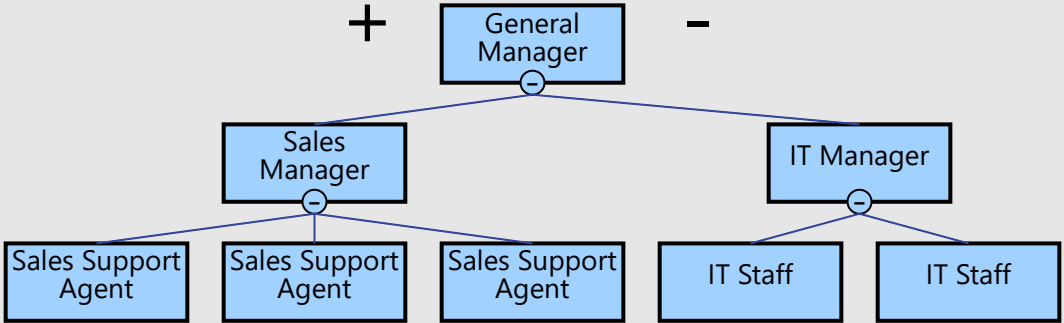 +
General
Manager
-
-
Sales
Manager
IT Manager
-
-
Sales Support
Agent
Sales Support
Agent
Sales Support
Agent
IT Staff
IT Staff